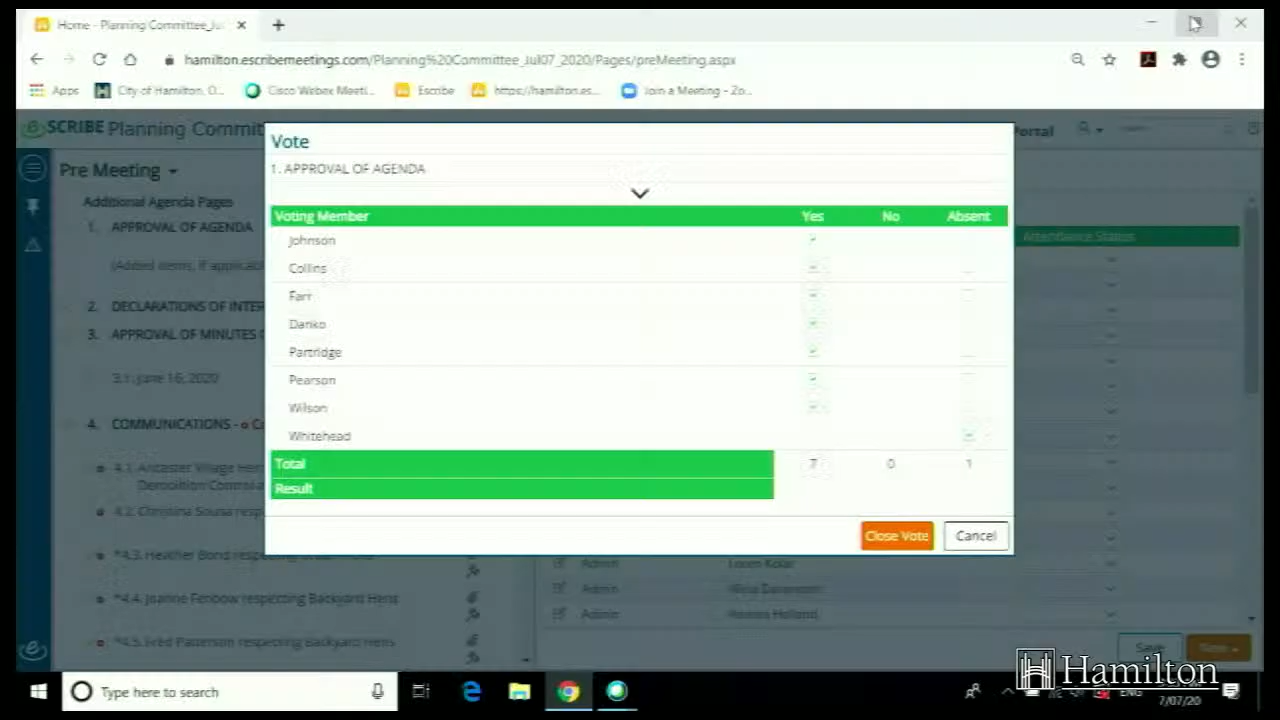 Home - Planning Committee_Ju
hamilton.escribemeetings.com/Planning%20Committee_Jul07_2020/Pages/preMeeting.aspx
Apps City of Hamilton, O... Cisco Webex Meeti... Escribe https://hamilton.es... Join a Meeting - Zo...
eSCRIBE Planning Committ
Portal
Pre Meeting
Additional Agenda Pages
1. APPROVAL OF AGENDA
(Added items, if applicab
2. DECLARATIONS OF INTER
3. APPROVAL OF MINUTES
3.1. June 16, 2020
4. COMMUNICATIONS -
4.1. Ancaster Village Heri
Demolition Control
4.2. Christina Sousa resp
*4.3. Heather Bond
*4.4. Joanne Fenbow respecting Backyard Hens
*4.5. Fred Patterson respecting Backyard Hens
Vote
1. APPROVAL OF AGENDA
Voting Member Yes No Absent
Johnson
Collins
Farr
Danko
Partridge
Pearson
Wilson
Whitehead
Total 7 0 1
Result
Close Vote Cancel
Attendance Status
Admin
Admin
Admin
Save
Hamilton
Type here to search
ENG
7/07/20